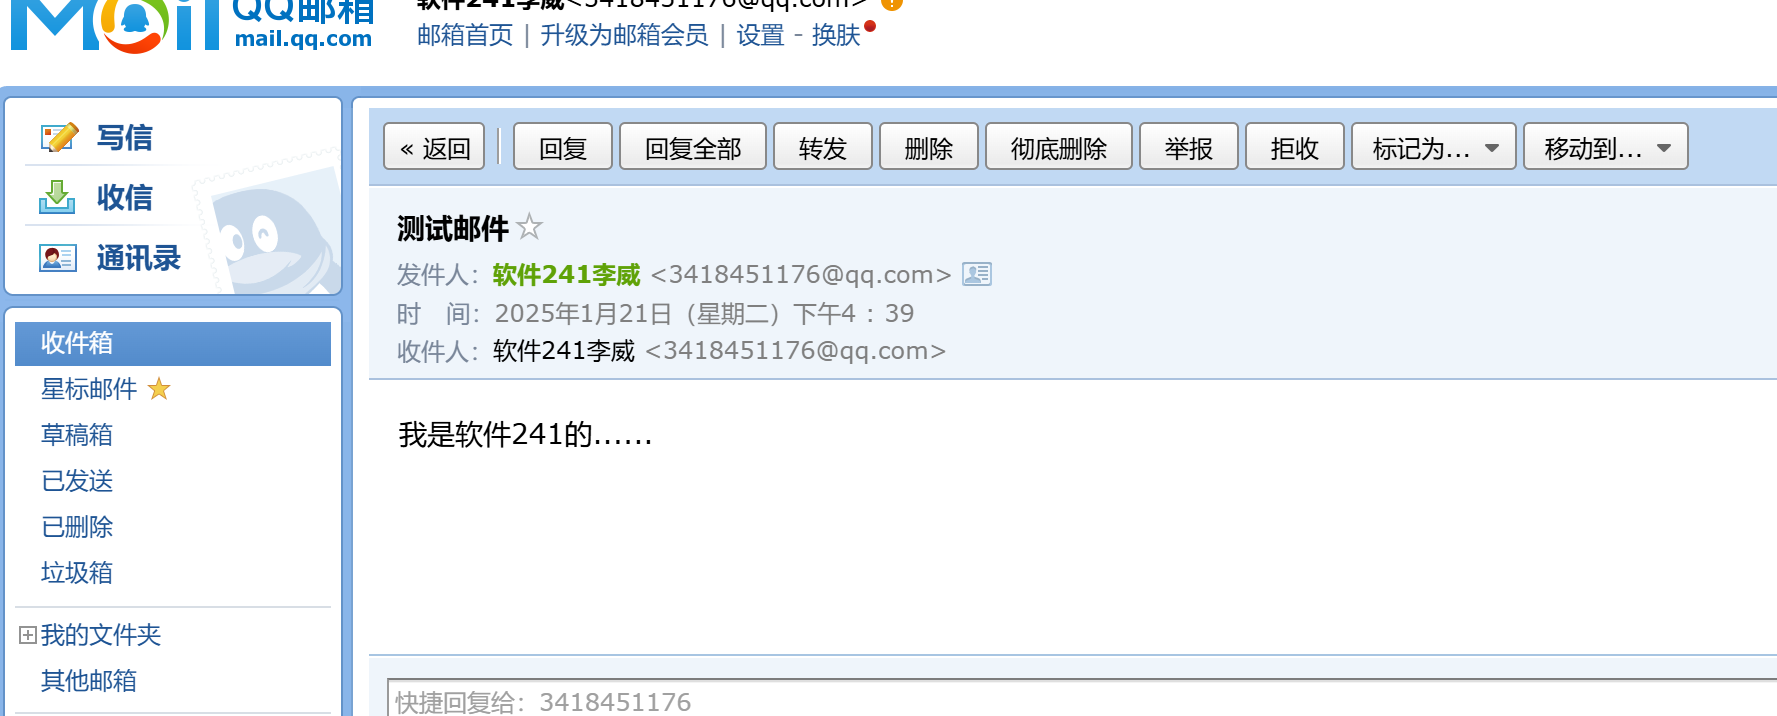 Mail QQ邮箱
mail.qq.com
软件241李威<3418451176@qq.com>
邮箱首页 | 升级为邮箱会员 | 设置 - 换肤
写信
收信
通讯录
收件箱
星标邮件
草稿箱
已发送
已删除
垃圾箱
我的文件夹
其他邮箱
« 返回 回复 回复全部 转发 删除 彻底删除 举报 拒收 标记为... 移动到...
测试邮件
发件人：软件241李威 <3418451176@qq.com>
时 间：2025年1月21日（星期二）下午4：39
收件人：软件241李威 <3418451176@qq.com>
我是软件241的......
快捷回复给：3418451176